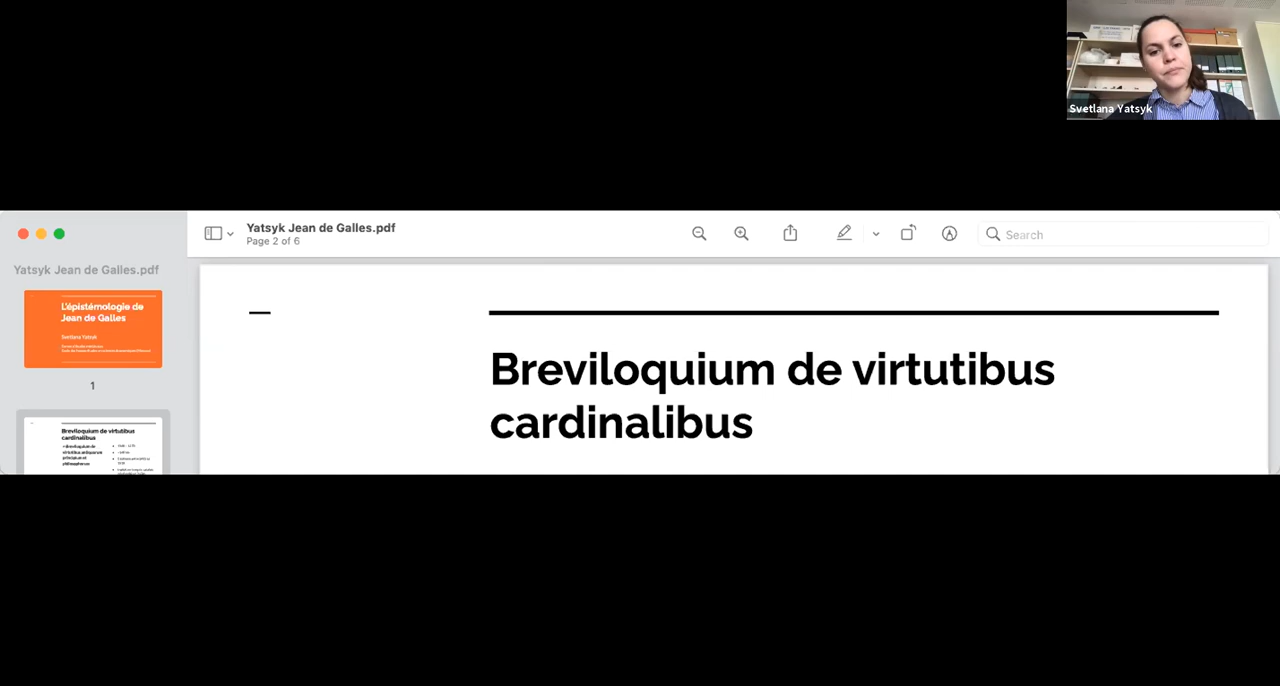 Svetlana Yatsyk
Yatsyk Jean de Galles.pdf
Page 2 of 6
Search
Yatsyk Jean de Galles.pdf
L'épistémologie de
Jean de Galles
Svetlana Yatsyk
1
Breviloquium de virtutibus
cardinalibus
Breviloquium de virtutibus
cardinalibus